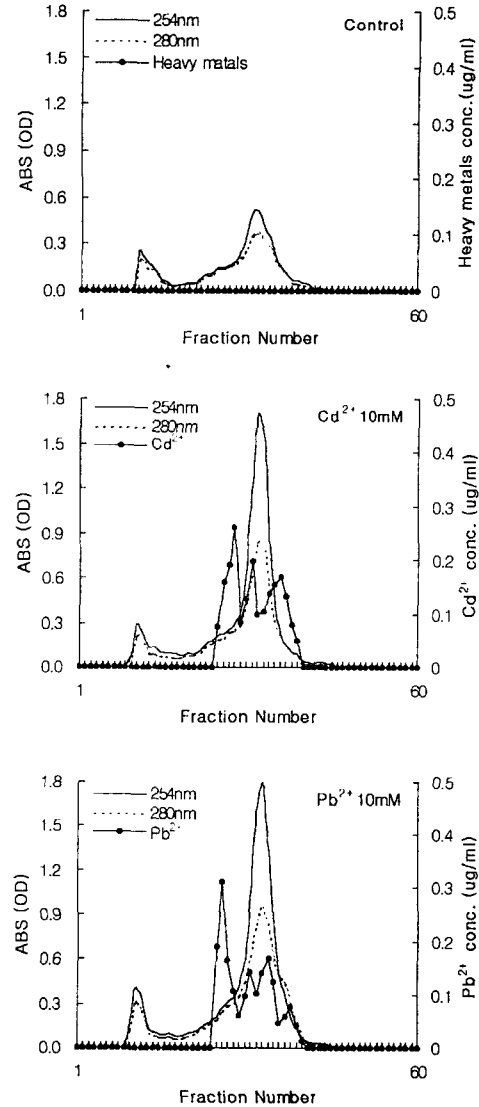 254nm
280nm
Heavy metals
Control
1.8
1.5
1.2
0.9
0.6
0.3
0.0
ABS (OD)
0.5
0.4
0.3
0.2
0.1
0
Heavy metals conc.(ug/ml)
1
60
Fraction Number
254nm
280nm
Cd²⁺
Cd²⁺ 10mM
1.8
1.5
1.2
0.9
0.6
0.3
0.0
ABS (OD)
0.5
0.4
0.3
0.2
0.1
0
Cd²⁺ conc. (ug/ml)
1
60
Fraction Number
254nm
280nm
Pb²⁺
Pb²⁺ 10mM
1.8
1.5
1.2
0.9
0.6
0.3
0.0
ABS (OD)
0.5
0.4
0.3
0.2
0.1
0
Pb²⁺ conc. (ug/ml)
1
60
Fraction Number